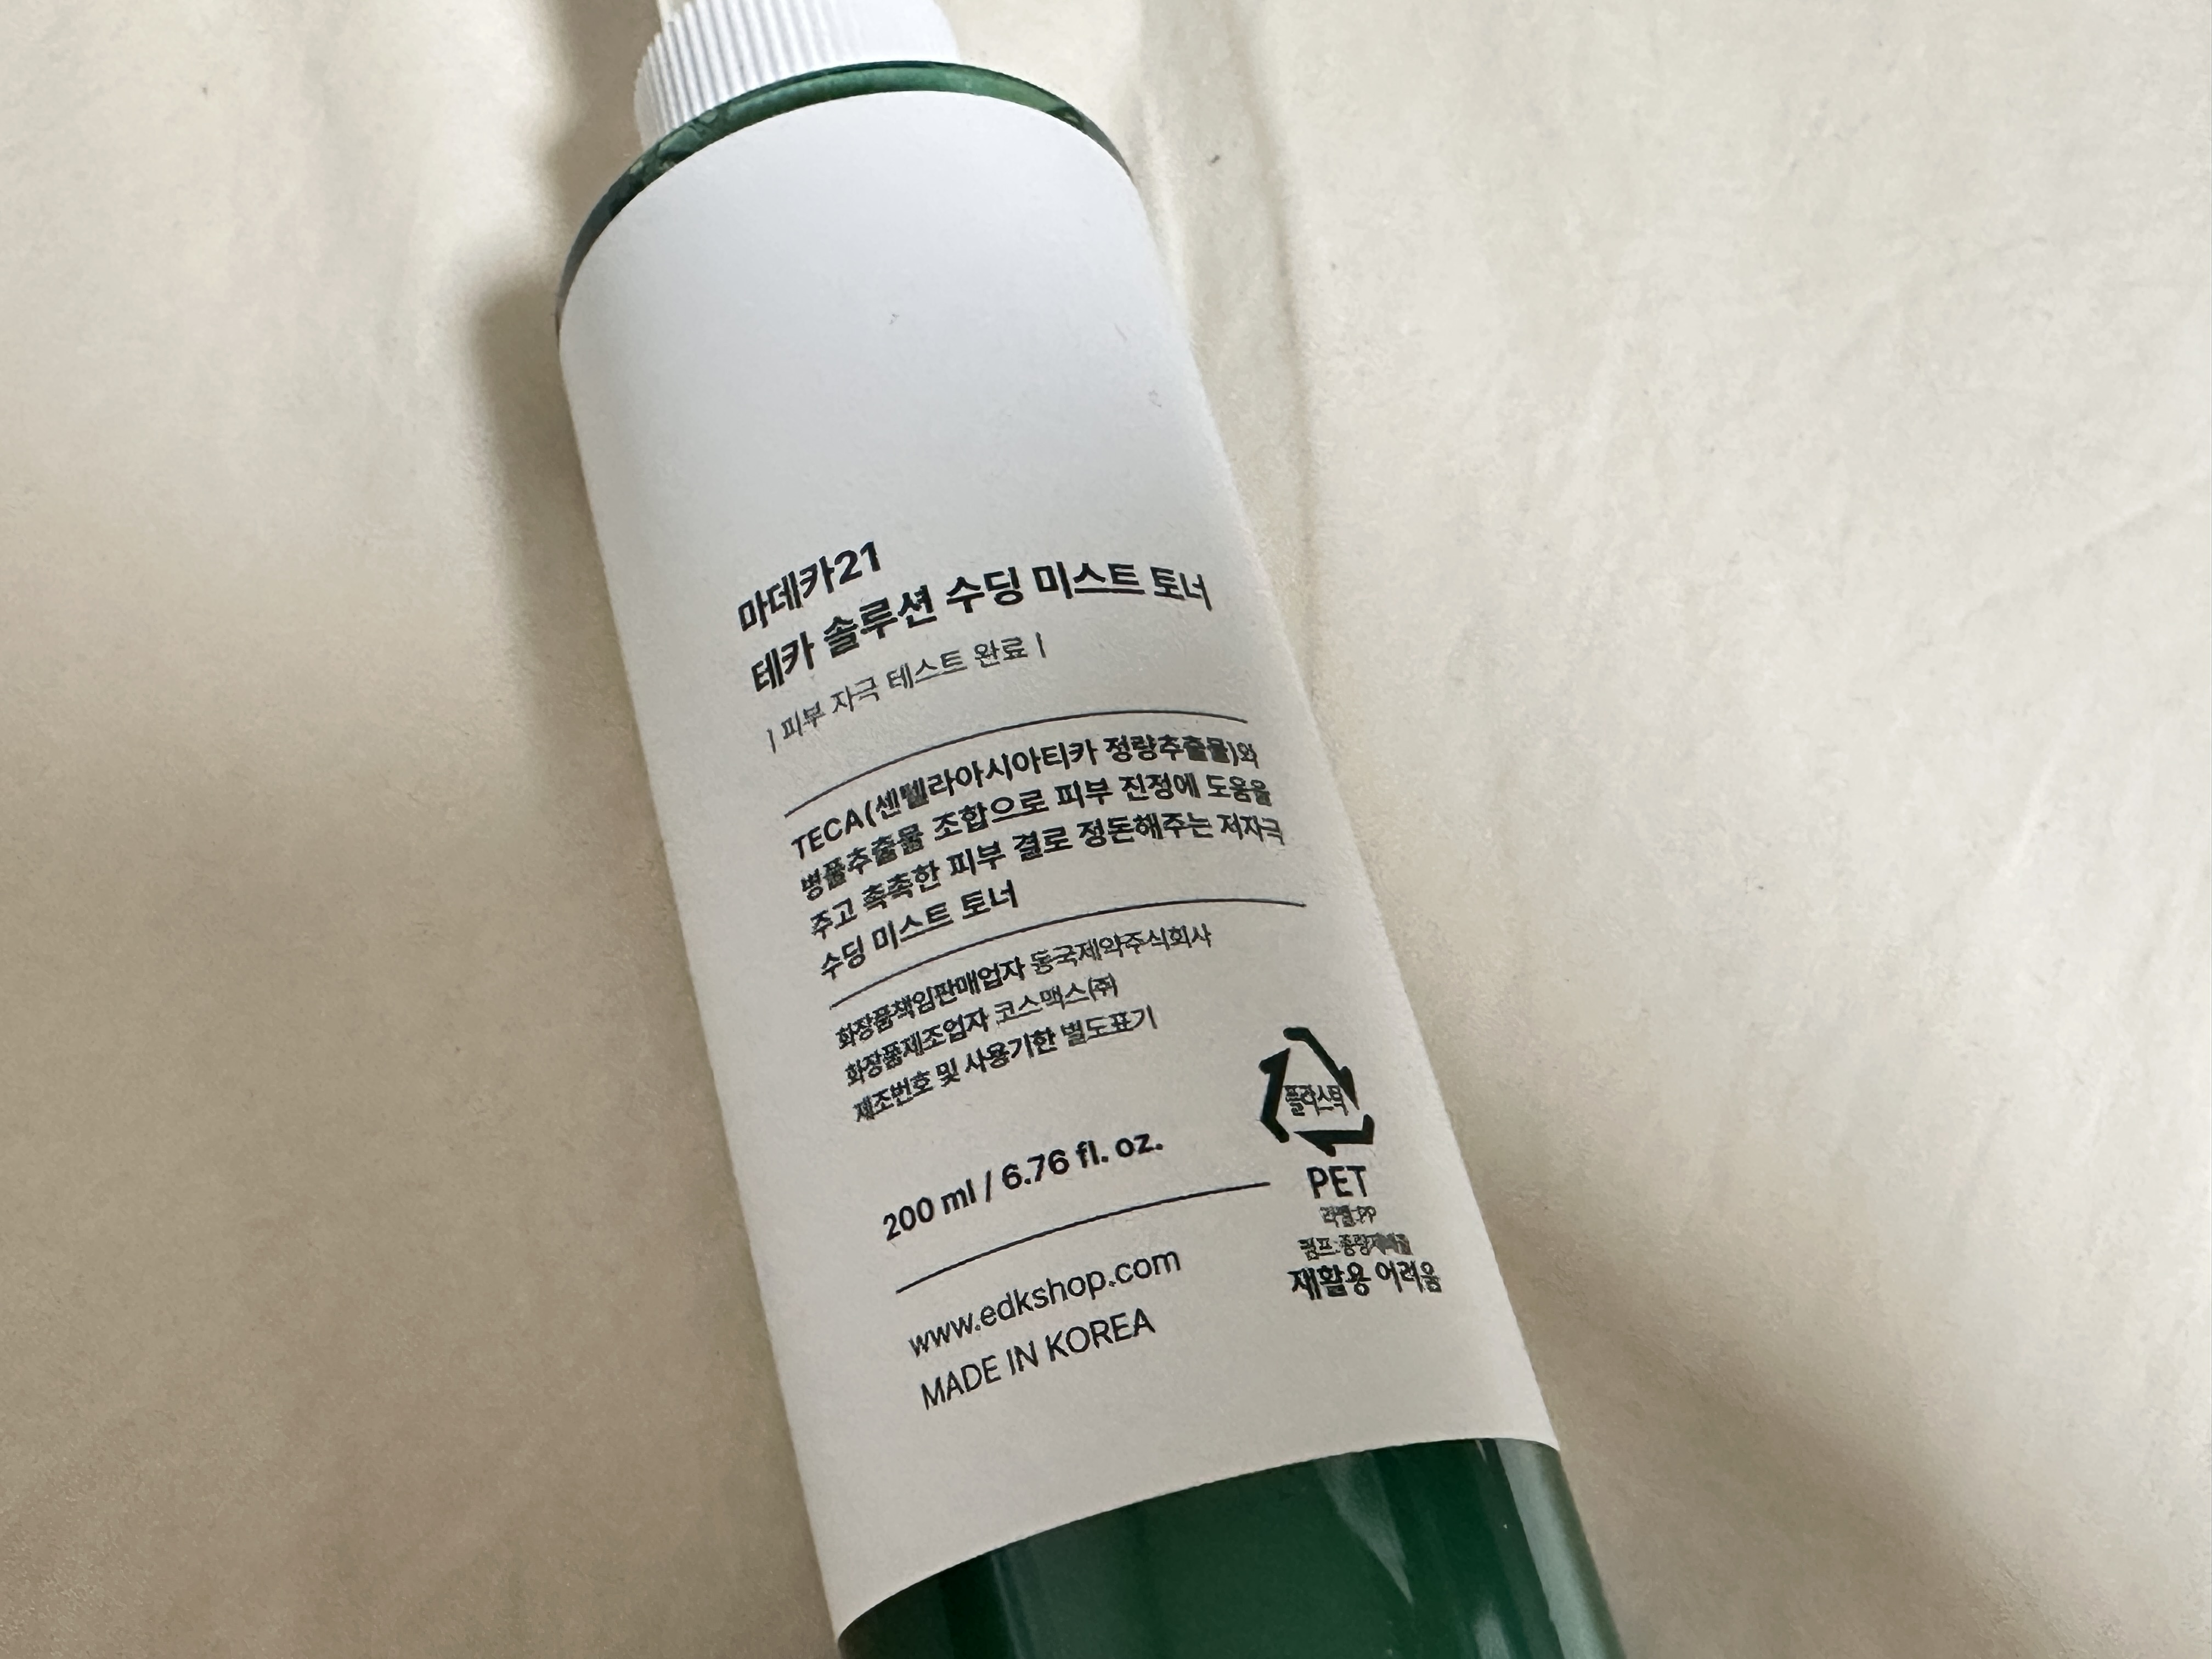 마데카21
테카 솔루션 수딩 미스트 토너
| 피부 자극 테스트 완료 |
TECA(센텔라아시아티카 정량추출물)와
병풀추출물 조합으로 피부 진정에 도움을
주고 촉촉한 피부 결로 정돈해주는 저자극
수딩 미스트 토너
화장품책임판매업자 동국제약주식회사
화장품제조업자 코스맥스(주)
제조번호 및 사용기한 별도표기
플라스틱
PET
라벨:PP
펌프:
재활용 어려움
200 ml / 6.76 fl. oz.
www.edkshop.com
MADE IN KOREA